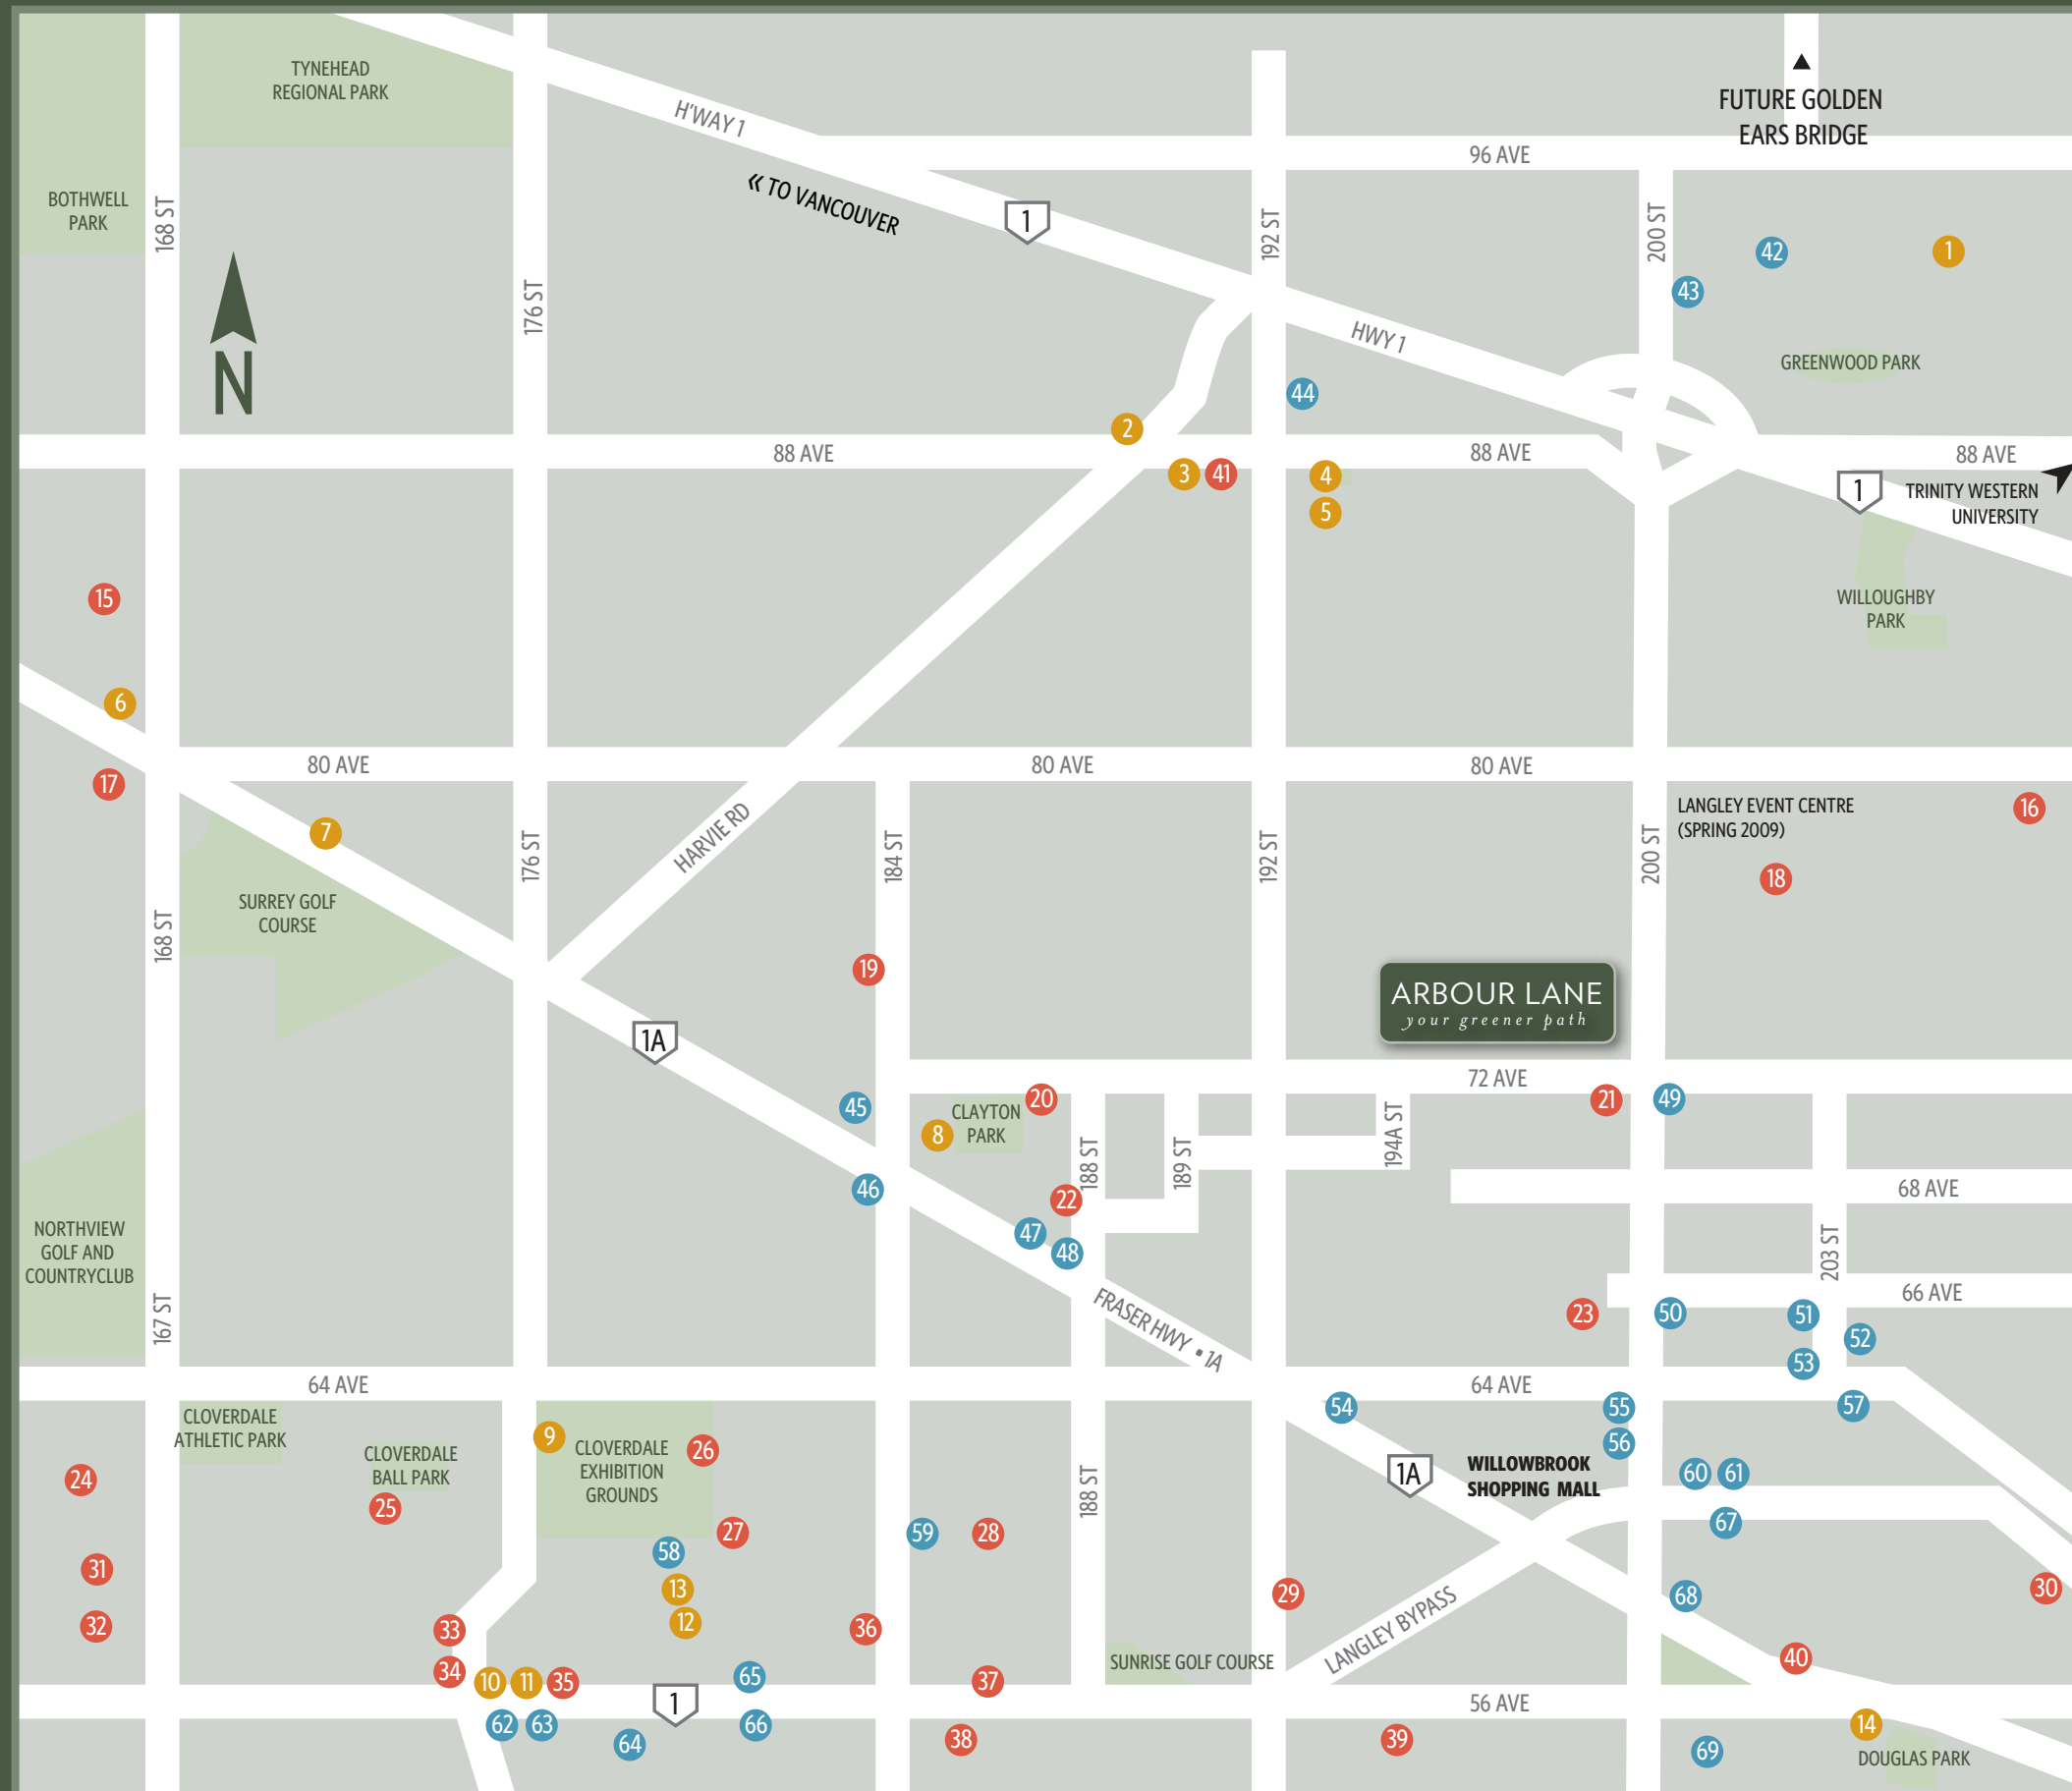 TYNEHEAD
REGIONAL PARK
FUTURE GOLDEN
EARS BRIDGE
H'WAY 1
96 AVE
« TO VANCOUVER
BOTHWELL
PARK
168 ST
1
192 ST
200 ST
42
1
43
176 ST
HWY 1
GREENWOOD PARK
N
44
2
88 AVE
88 AVE
88 AVE
3
41
4
5
1
TRINITY WESTERN
UNIVERSITY
15
WILLOUGHBY
PARK
6
80 AVE
80 AVE
80 AVE
17
7
HARVIE RD
176 ST
184 ST
192 ST
200 ST
LANGLEY EVENT CENTRE
(SPRING 2009)
16
18
SURREY GOLF
COURSE
168 ST
19
ARBOUR LANE
your greener path
1A
72 AVE
45
8
CLAYTON
PARK
20
21
49
188 ST
189 ST
194A ST
46
22
68 AVE
47
48
NORTHVIEW
GOLF AND
COUNTRYCLUB
167 ST
203 ST
66 AVE
FRASER HWY • 1A
23
50
51
52
53
64 AVE
64 AVE
54
55
57
56
CLOVERDALE
ATHLETIC PARK
CLOVERDALE
BALL PARK
9
CLOVERDALE
EXHIBITION
GROUNDS
26
24
25
27
188 ST
1A
WILLOWBROOK
SHOPPING MALL
60
61
67
59
28
58
31
13
12
29
68
30
32
33
36
LANGLEY BYPASS
34
10
11
35
65
37
SUNRISE GOLF COURSE
40
1
56 AVE
62
63
64
66
38
39
69
14
DOUGLAS PARK